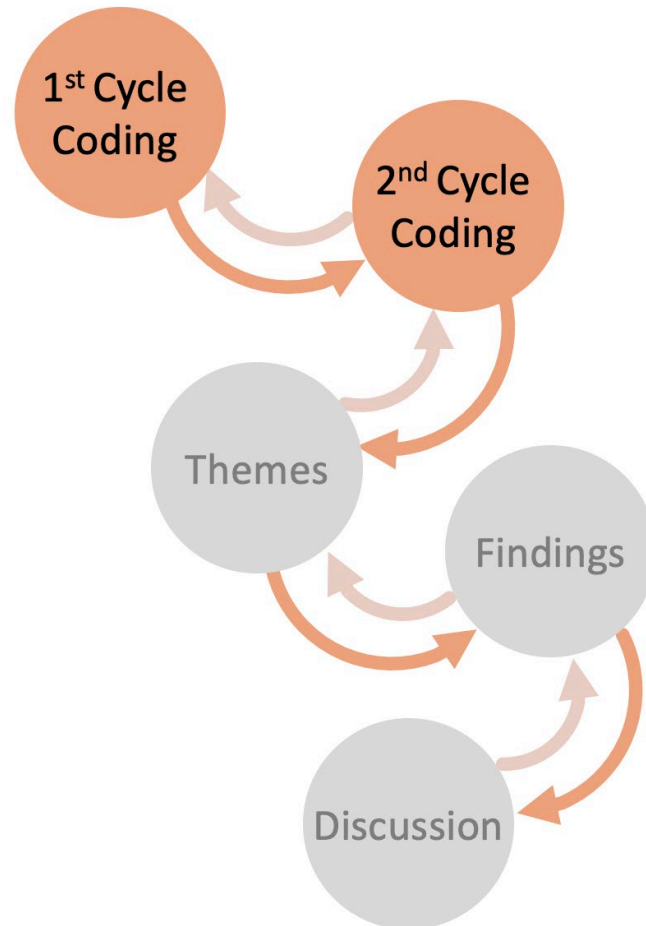 1st Cycle
Coding
2nd Cycle
Coding
Themes
Findings
Discussion